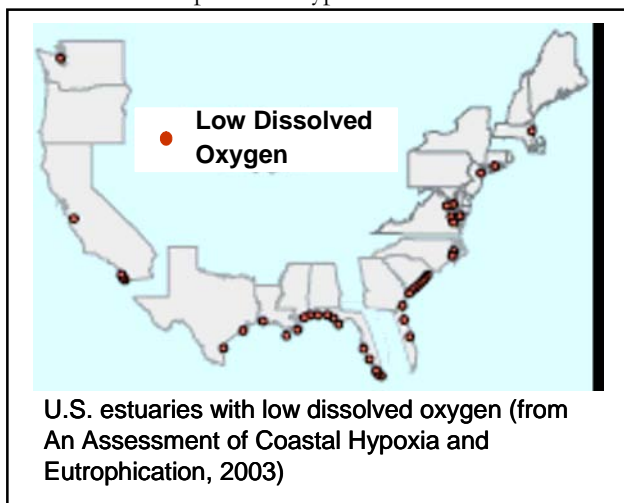 Low Dissolved
Oxygen
U.S. estuaries with low dissolved oxygen (from
An Assessment of Coastal Hypoxia and
Eutrophication, 2003)